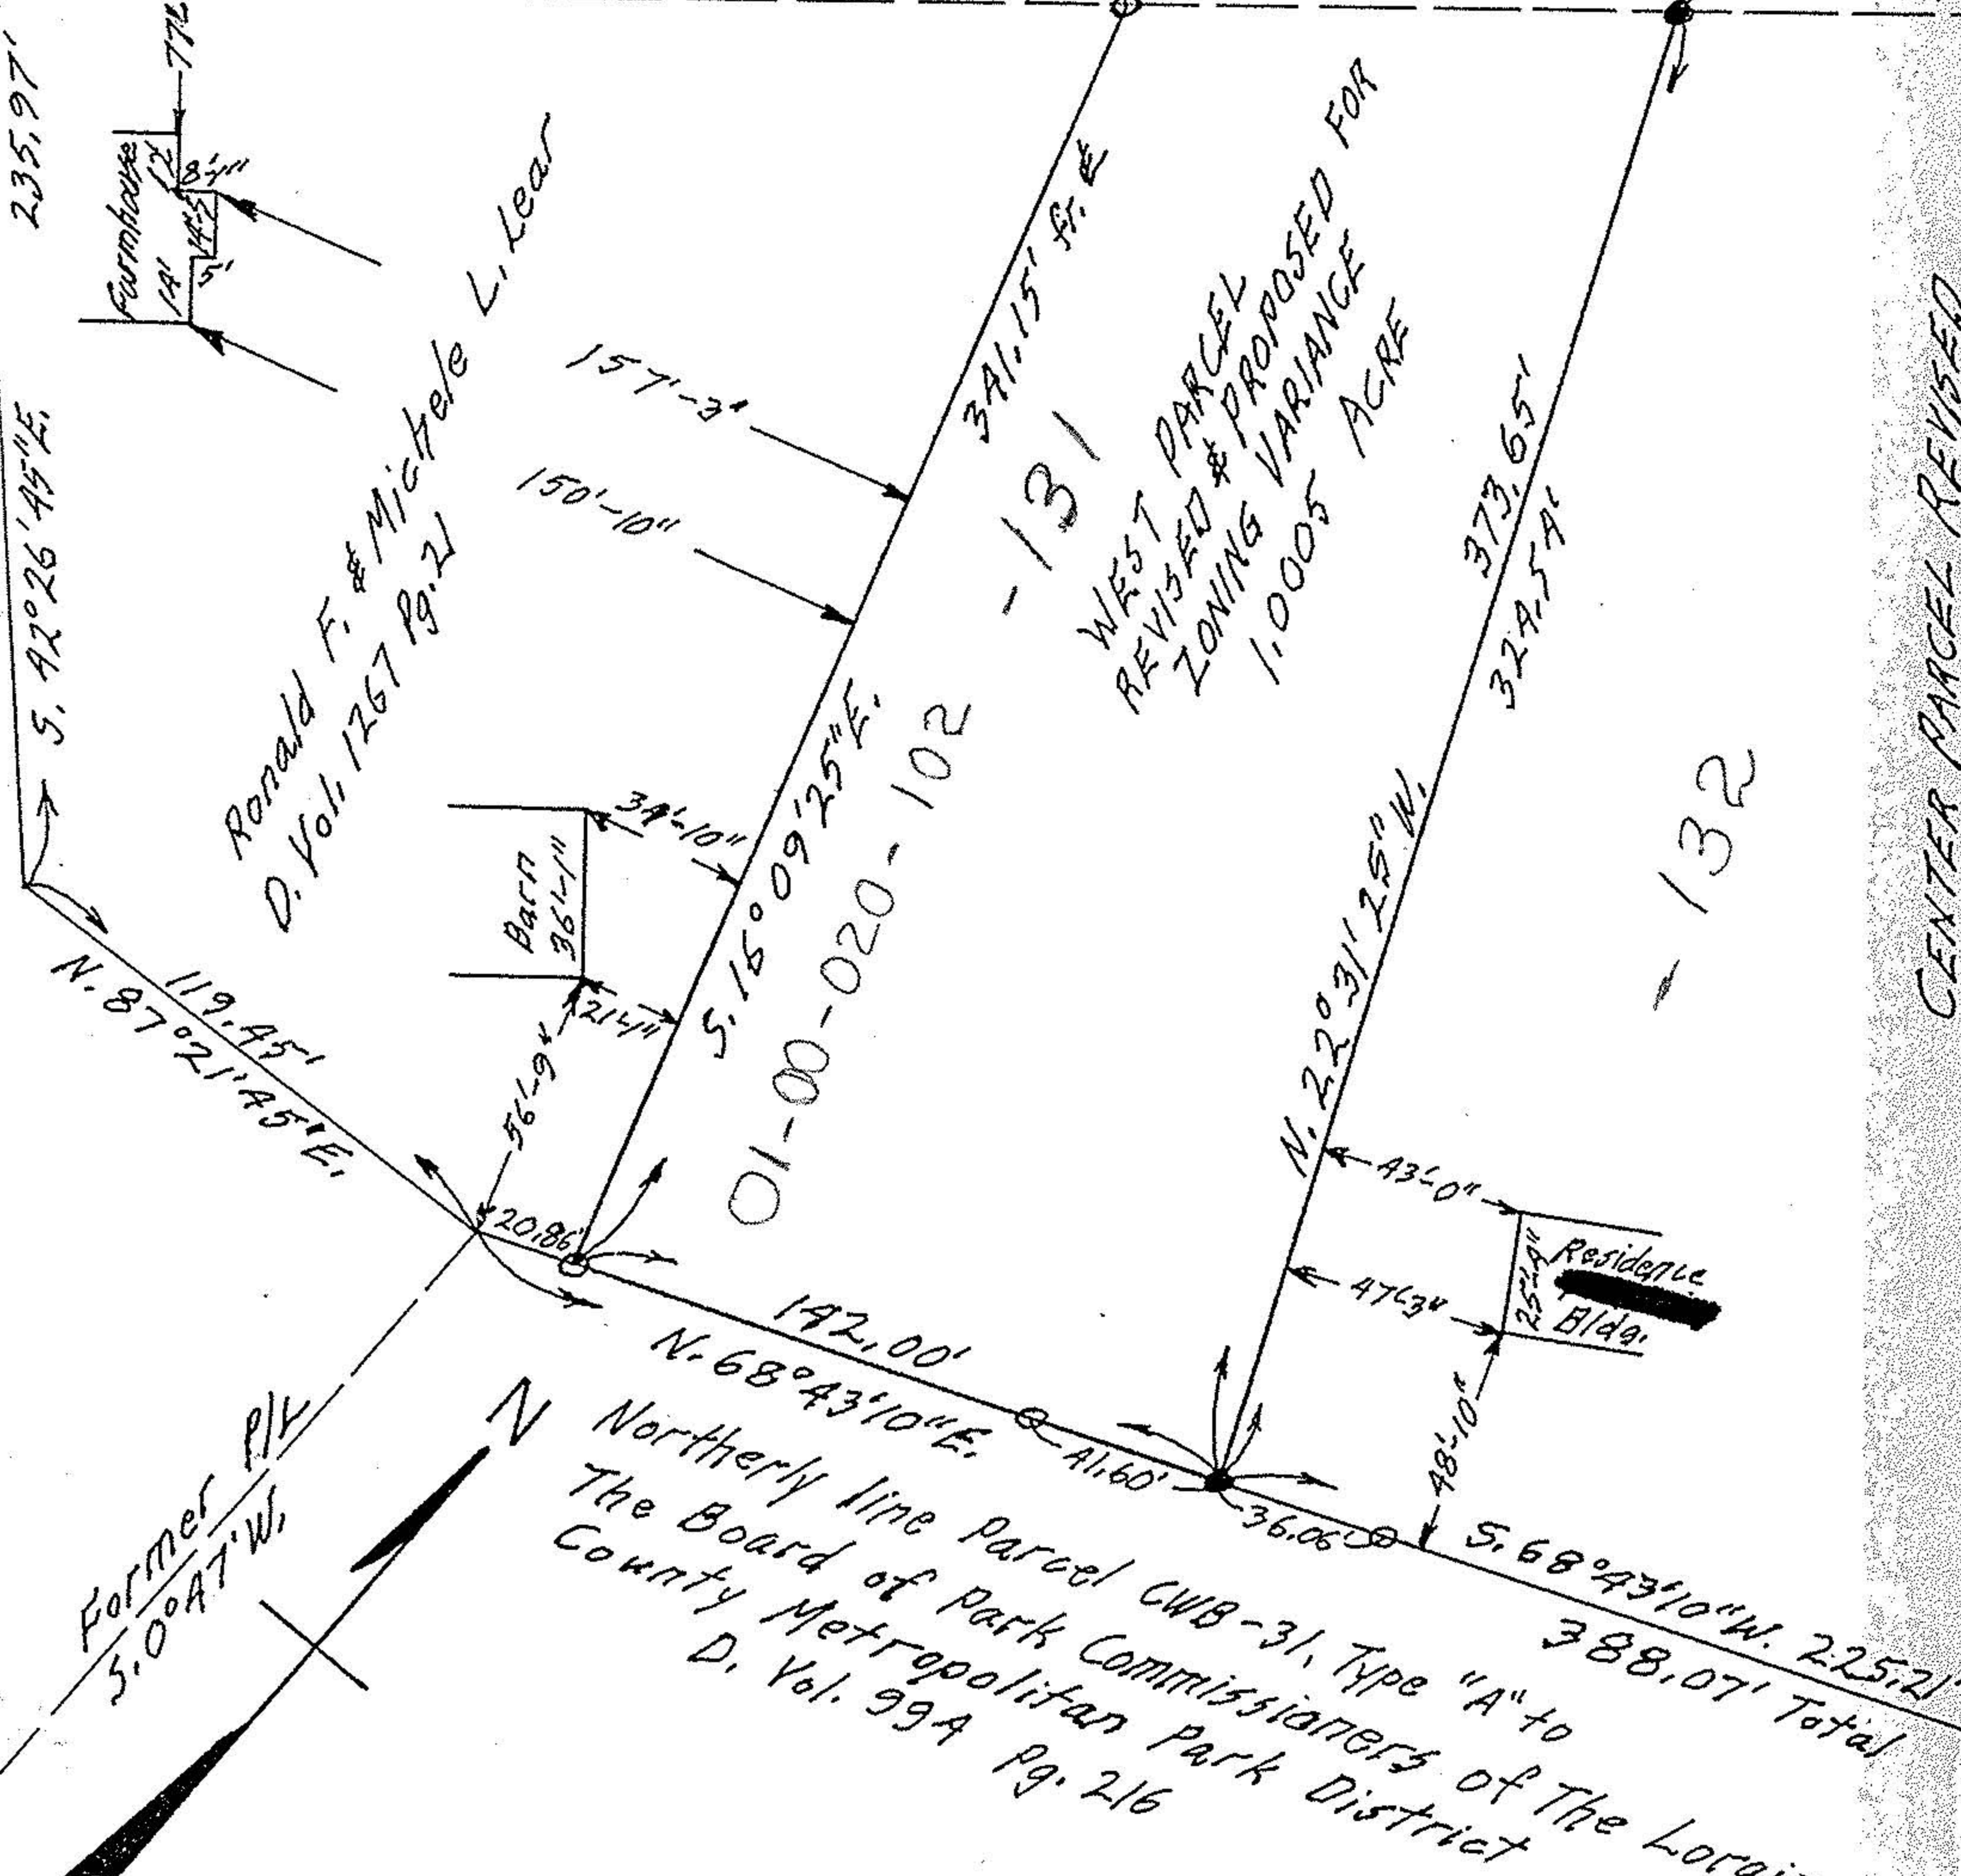 235.97'
S. 42°26'45"E.
Farmhouse
12'
8'-4"
14'-5"
14'
5'
Ronald F. & Michele L. Lear
D. Vol. 1267 Pg. 21
157'-3"
150'-10"
341.15'
S. 16°09'25"E.
01-00-020-102
-131
WEST PARCEL
REVISED & PROPOSED FOR
ZONING VARIANCE
1.0005 ACRE
373.65'
324.54'
N. 22°31'25"W.
-132
CENTER PARCEL REVISED
Barn
36'-1"
34'-10"
21'-4"
56'-9"
119.45'
N. 87°21'45"E.
20.86'
142.00'
N. 68°43'10"E.
41.60'
36.06'
43'-0"
47'-3"
25'-4"
Residence
Bldg.
48'-10"
S. 68°43'10"W. 225.21'
388.07' Total
Former P/L
S. 0°47'W.
N
Northerly line Parcel CWB-31, Type "A" to
The Board of Park Commissioners of The
County Metropolitan Park District
D. Vol. 994 Pg. 216